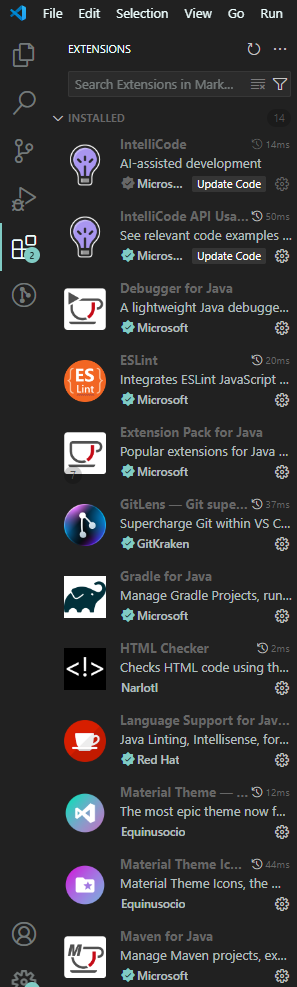 File Edit Selection View Go Run
EXTENSIONS
Search Extensions in Mark...
INSTALLED 14
IntelliCode 14ms
AI-assisted development
Micros... Update Code
IntelliCode API Usa... 50ms
See relevant code examples ...
Micros... Update Code
2
Debugger for Java
A lightweight Java debugge...
Microsoft
ES Lint
ESLint 20ms
Integrates ESLint JavaScript ...
Microsoft
Extension Pack for Java
Popular extensions for Java ...
7
Microsoft
GitLens — Git supe... 37ms
Supercharge Git within VS C...
GitKraken
Gradle for Java
Manage Gradle Projects, run...
Microsoft
<!>
HTML Checker 2ms
Checks HTML code using th...
Narlotl
Language Support for Jav...
Java Linting, Intellisense, for...
Red Hat
Material Theme — ... 12ms
The most epic theme now f...
Equinusocio
Material Theme Ic... 44ms
Material Theme Icons, the ...
Equinusocio
M
Maven for Java
Manage Maven projects, ex...
Microsoft